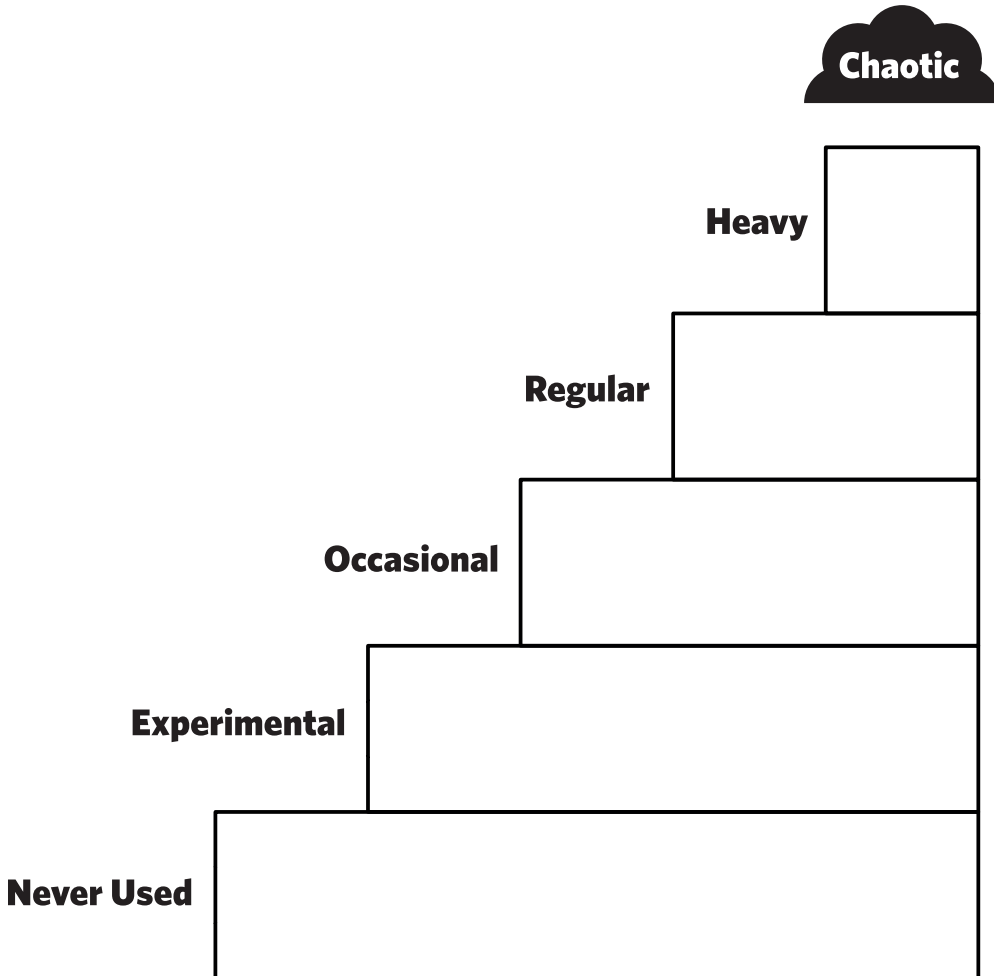 Chaotic
Heavy
Regular
Occasional
Experimental
Never Used